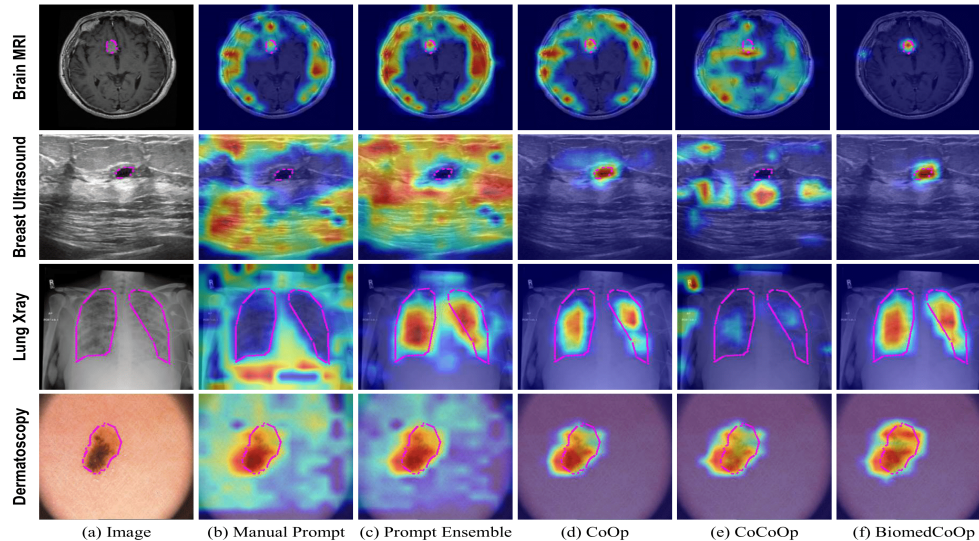 Brain MRI
Breast Ultrasound
Lung Xray
Dermatoscopy
(a) Image (b) Manual Prompt (c) Prompt Ensemble (d) CoOp (e) CoCoOp (f) BiomedCoOp